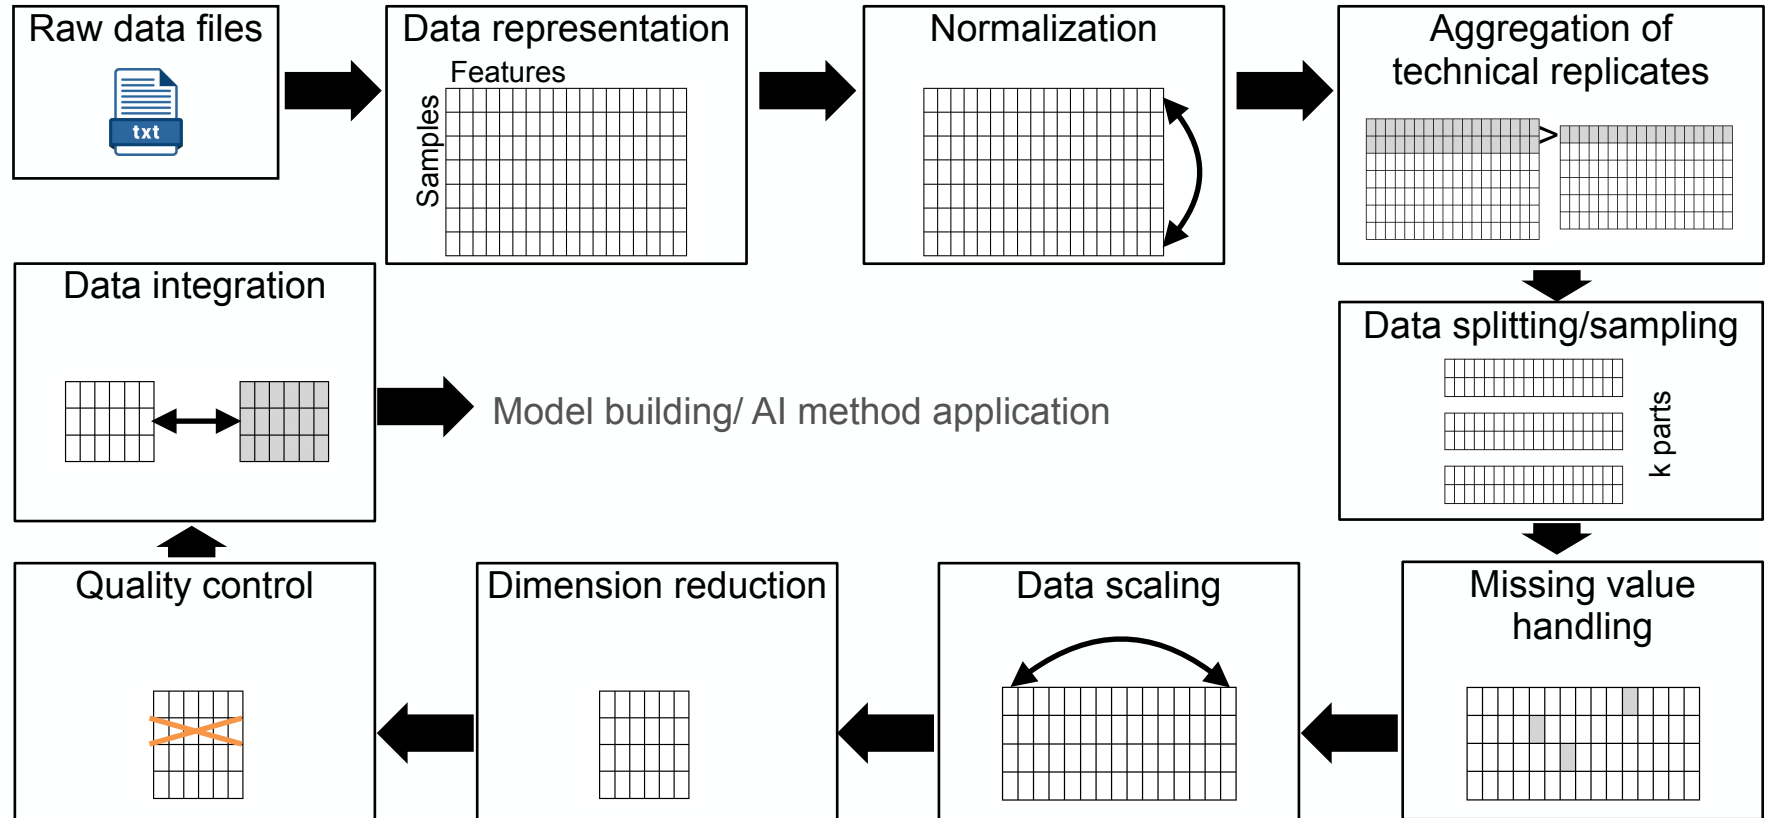 Raw data files
txt
Data representation
Features
Samples
Normalization
Aggregation of
technical replicates
>
Data splitting/sampling
k parts
Missing value
handling
Data scaling
Dimension reduction
Quality control
Data integration
Model building/ AI method application